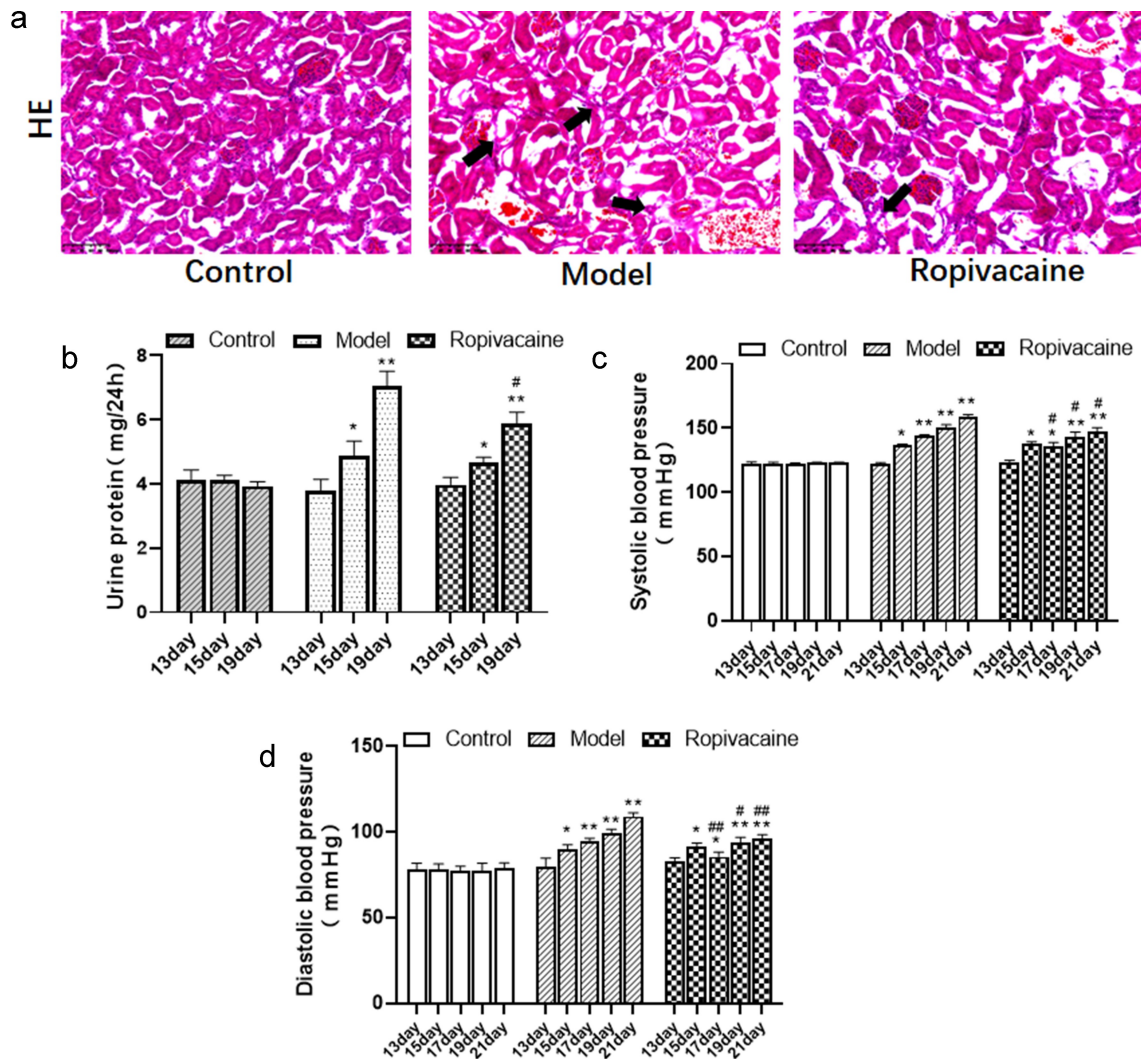 a
HE
Control
Model
Ropivacaine
b
Control Model Ropivacaine
Urine protein( mg/24h)
8
6
4
2
0
*
**
*
#
**
13day 15day 19day 13day 15day 19day 13day 15day 19day
c
Control Model Ropivacaine
Systolic blood pressure
( mmHg)
200
150
100
50
0
*
**
**
**
*
#
*
#
**
#
**
13day 15day 17day 19day 21day 13day 15day 17day 19day 21day 13day 15day 17day 19day 21day
d
Control Model Ropivacaine
Diastolic blood pressure
( mmHg)
150
100
50
0
*
**
**
**
*
##
*
#
**
##
**
13day 15day 17day 19day 21day 13day 15day 17day 19day 21day 13day 15day 17day 19day 21day